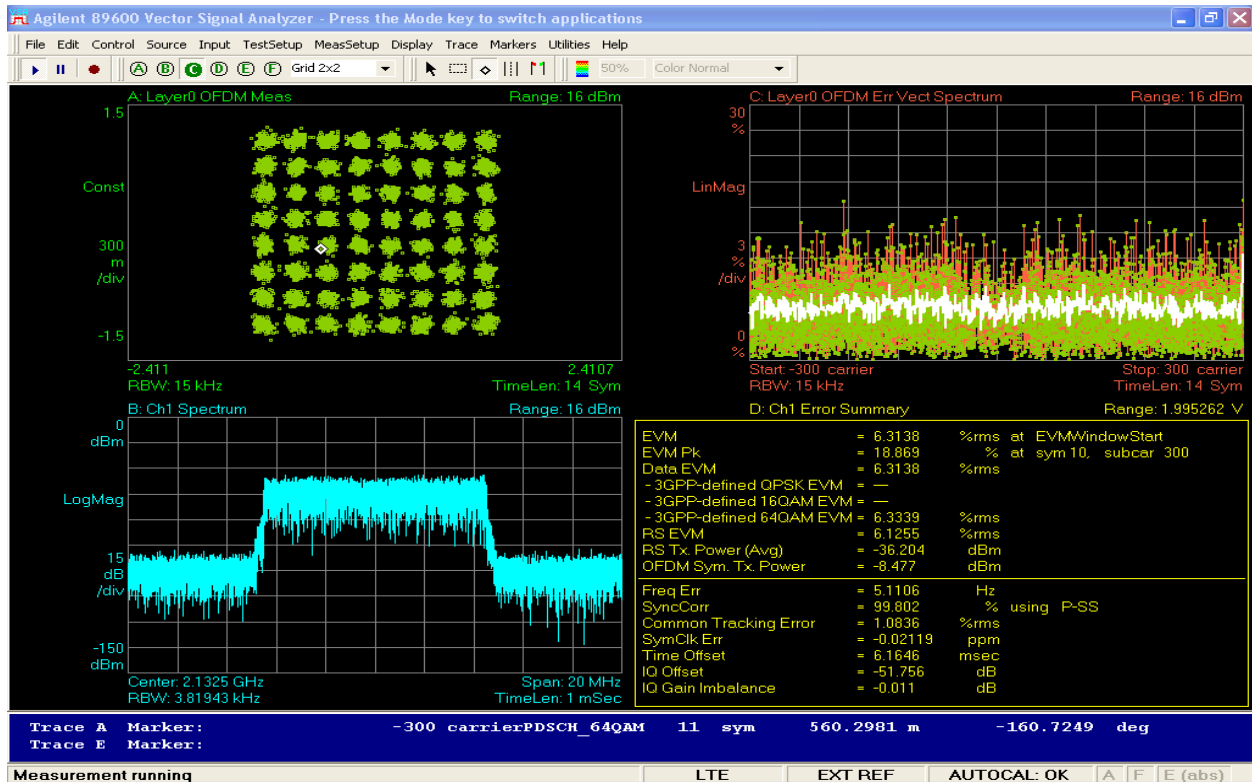 Agilent 89600 Vector Signal Analyzer - Press the Mode key to switch applications
File Edit Control Source Input TestSetup MeasSetup Display Trace Markers Utilities Help
A B C D E F Grid 2x2 50% Color Normal
A: Layer0 OFDM Meas Range: 16 dBm
1.5
Const
300
m
/div
-1.5
-2.411 2.4107
RBW: 15 kHz TimeLen: 14 Sym
C: Layer0 OFDM Err Vect Spectrum Range: 16 dBm
30
%
LinMag
3
%
/div
0
%
Start: -300 carrier Stop: 300 carrier
RBW: 15 kHz TimeLen: 14 Sym
B: Ch1 Spectrum Range: 16 dBm
0
dBm
LogMag
15
dB
/div
-150
dBm
Center: 2.1325 GHz Span: 20 MHz
RBW: 3.81943 kHz TimeLen: 1 mSec
D: Ch1 Error Summary Range: 1.995262 V
EVM = 6.3138 %rms at EVMWindowStart
EVM Pk = 18.869 % at sym 10, subcar 300
Data EVM = 6.3138 %rms
- 3GPP-defined QPSK EVM = —
- 3GPP-defined 16QAM EVM = —
- 3GPP-defined 64QAM EVM = 6.3339 %rms
RS EVM = 6.1255 %rms
RS Tx. Power (Avg) = -36.204 dBm
OFDM Sym. Tx. Power = -8.477 dBm
Freq Err = 5.1106 Hz
SyncCorr = 99.802 % using P-SS
Common Tracking Error = 1.0836 %rms
SymClk Err = -0.02119 ppm
Time Offset = 6.1646 msec
IQ Offset = -51.756 dB
IQ Gain Imbalance = -0.011 dB
Trace A Marker: -300 carrierPDSCH_64QAM 11 sym 560.2981 m -160.7249 deg
Trace E Marker:
Measurement running LTE EXT REF AUTOCAL: OK A F E (abs)